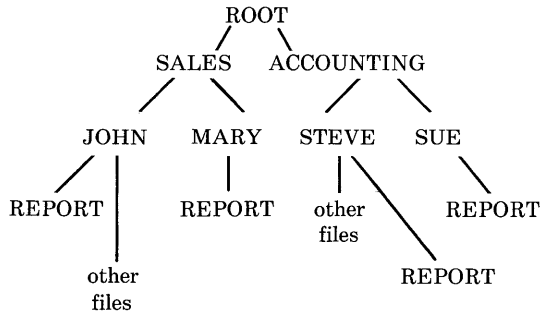 ROOT
SALES ACCOUNTING
JOHN MARY STEVE SUE
REPORT REPORT other files REPORT
other files REPORT